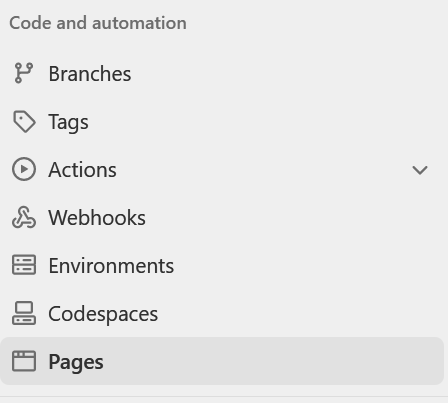 Code and automation
Branches
Tags
Actions
Webhooks
Environments
Codespaces
Pages